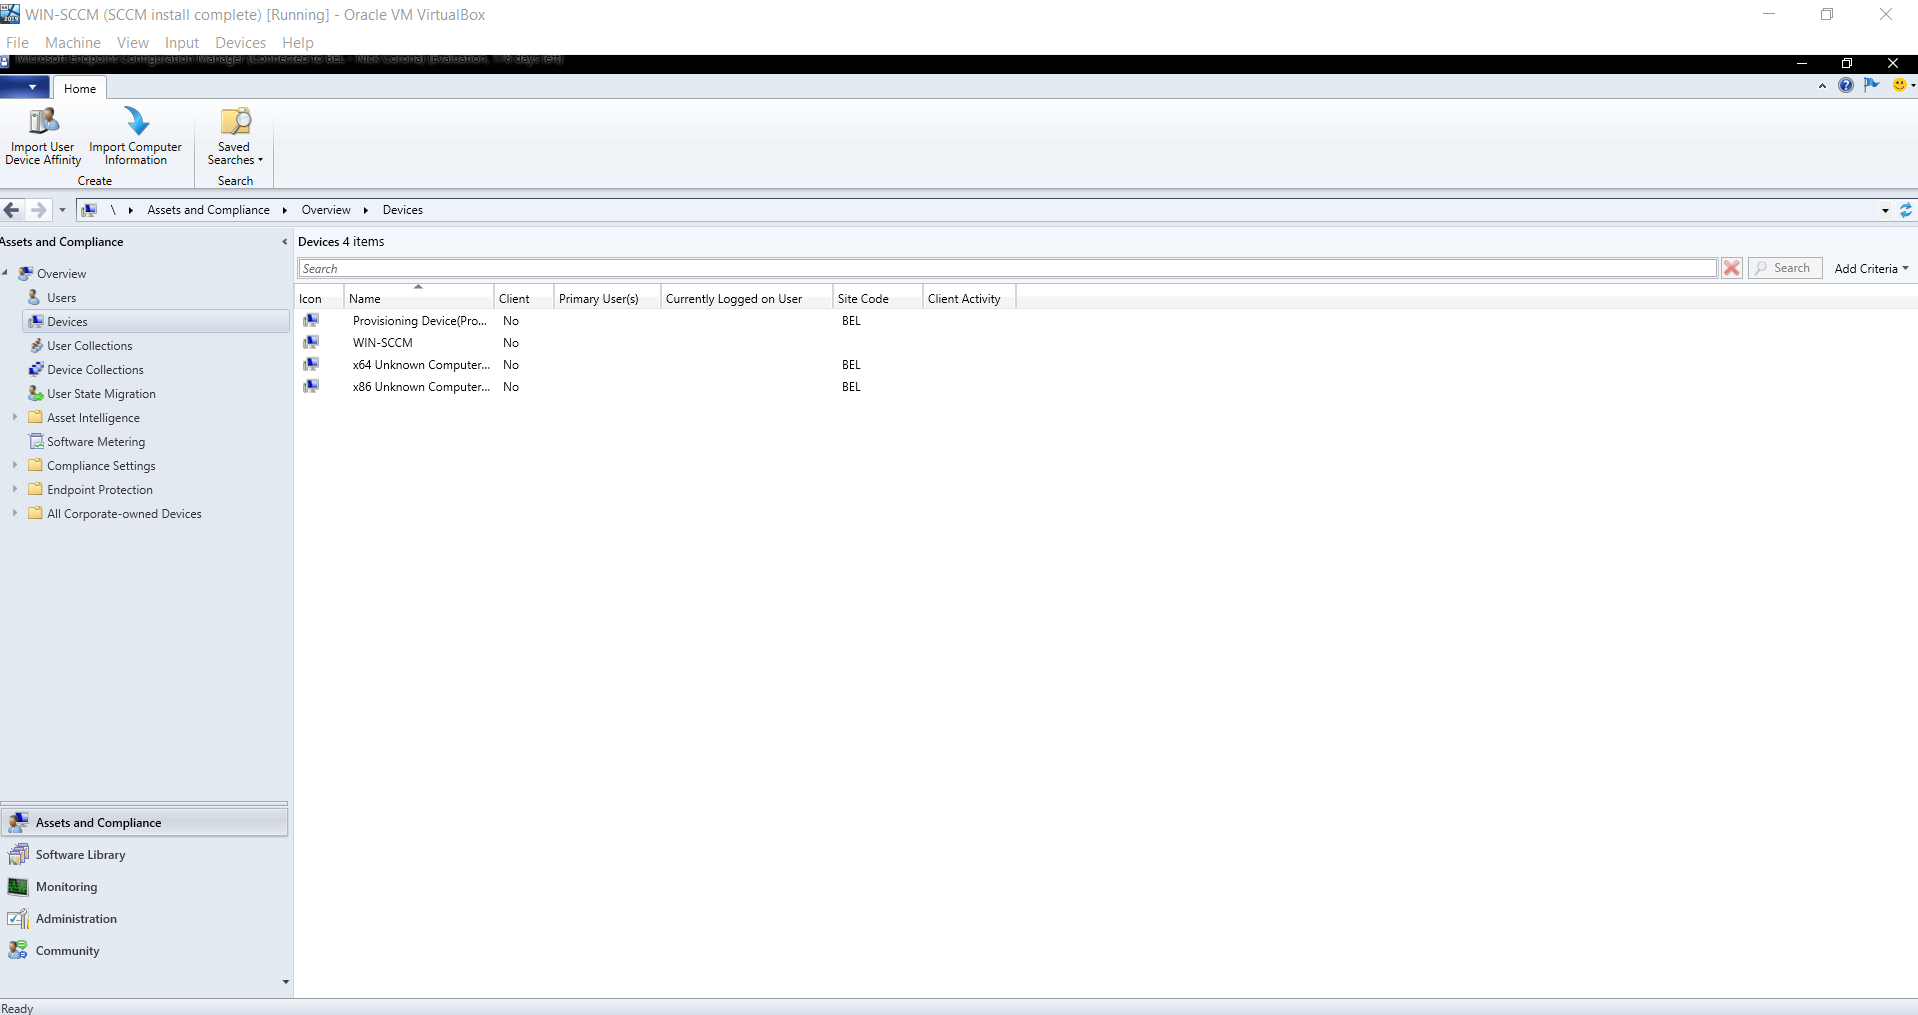 WIN-SCCM (SCCM install complete) [Running] - Oracle VM VirtualBox
File Machine View Input Devices Help
Microsoft Endpoint Configuration Manager (Connected to BEL - Nick Corona) (Evaluation, 178 days left)
Home
Import User Device Affinity
Import Computer Information
Saved Searches
Create
Search
\ Assets and Compliance Overview Devices
Assets and Compliance
Overview
Users
Devices
User Collections
Device Collections
User State Migration
Asset Intelligence
Software Metering
Compliance Settings
Endpoint Protection
All Corporate-owned Devices
Assets and Compliance
Software Library
Monitoring
Administration
Community
Devices 4 items
Search Search Add Criteria
Icon Name Client Primary User(s) Currently Logged on User Site Code Client Activity
Provisioning Device(Pro... No BEL
WIN-SCCM No
x64 Unknown Computer... No BEL
x86 Unknown Computer... No BEL
Ready